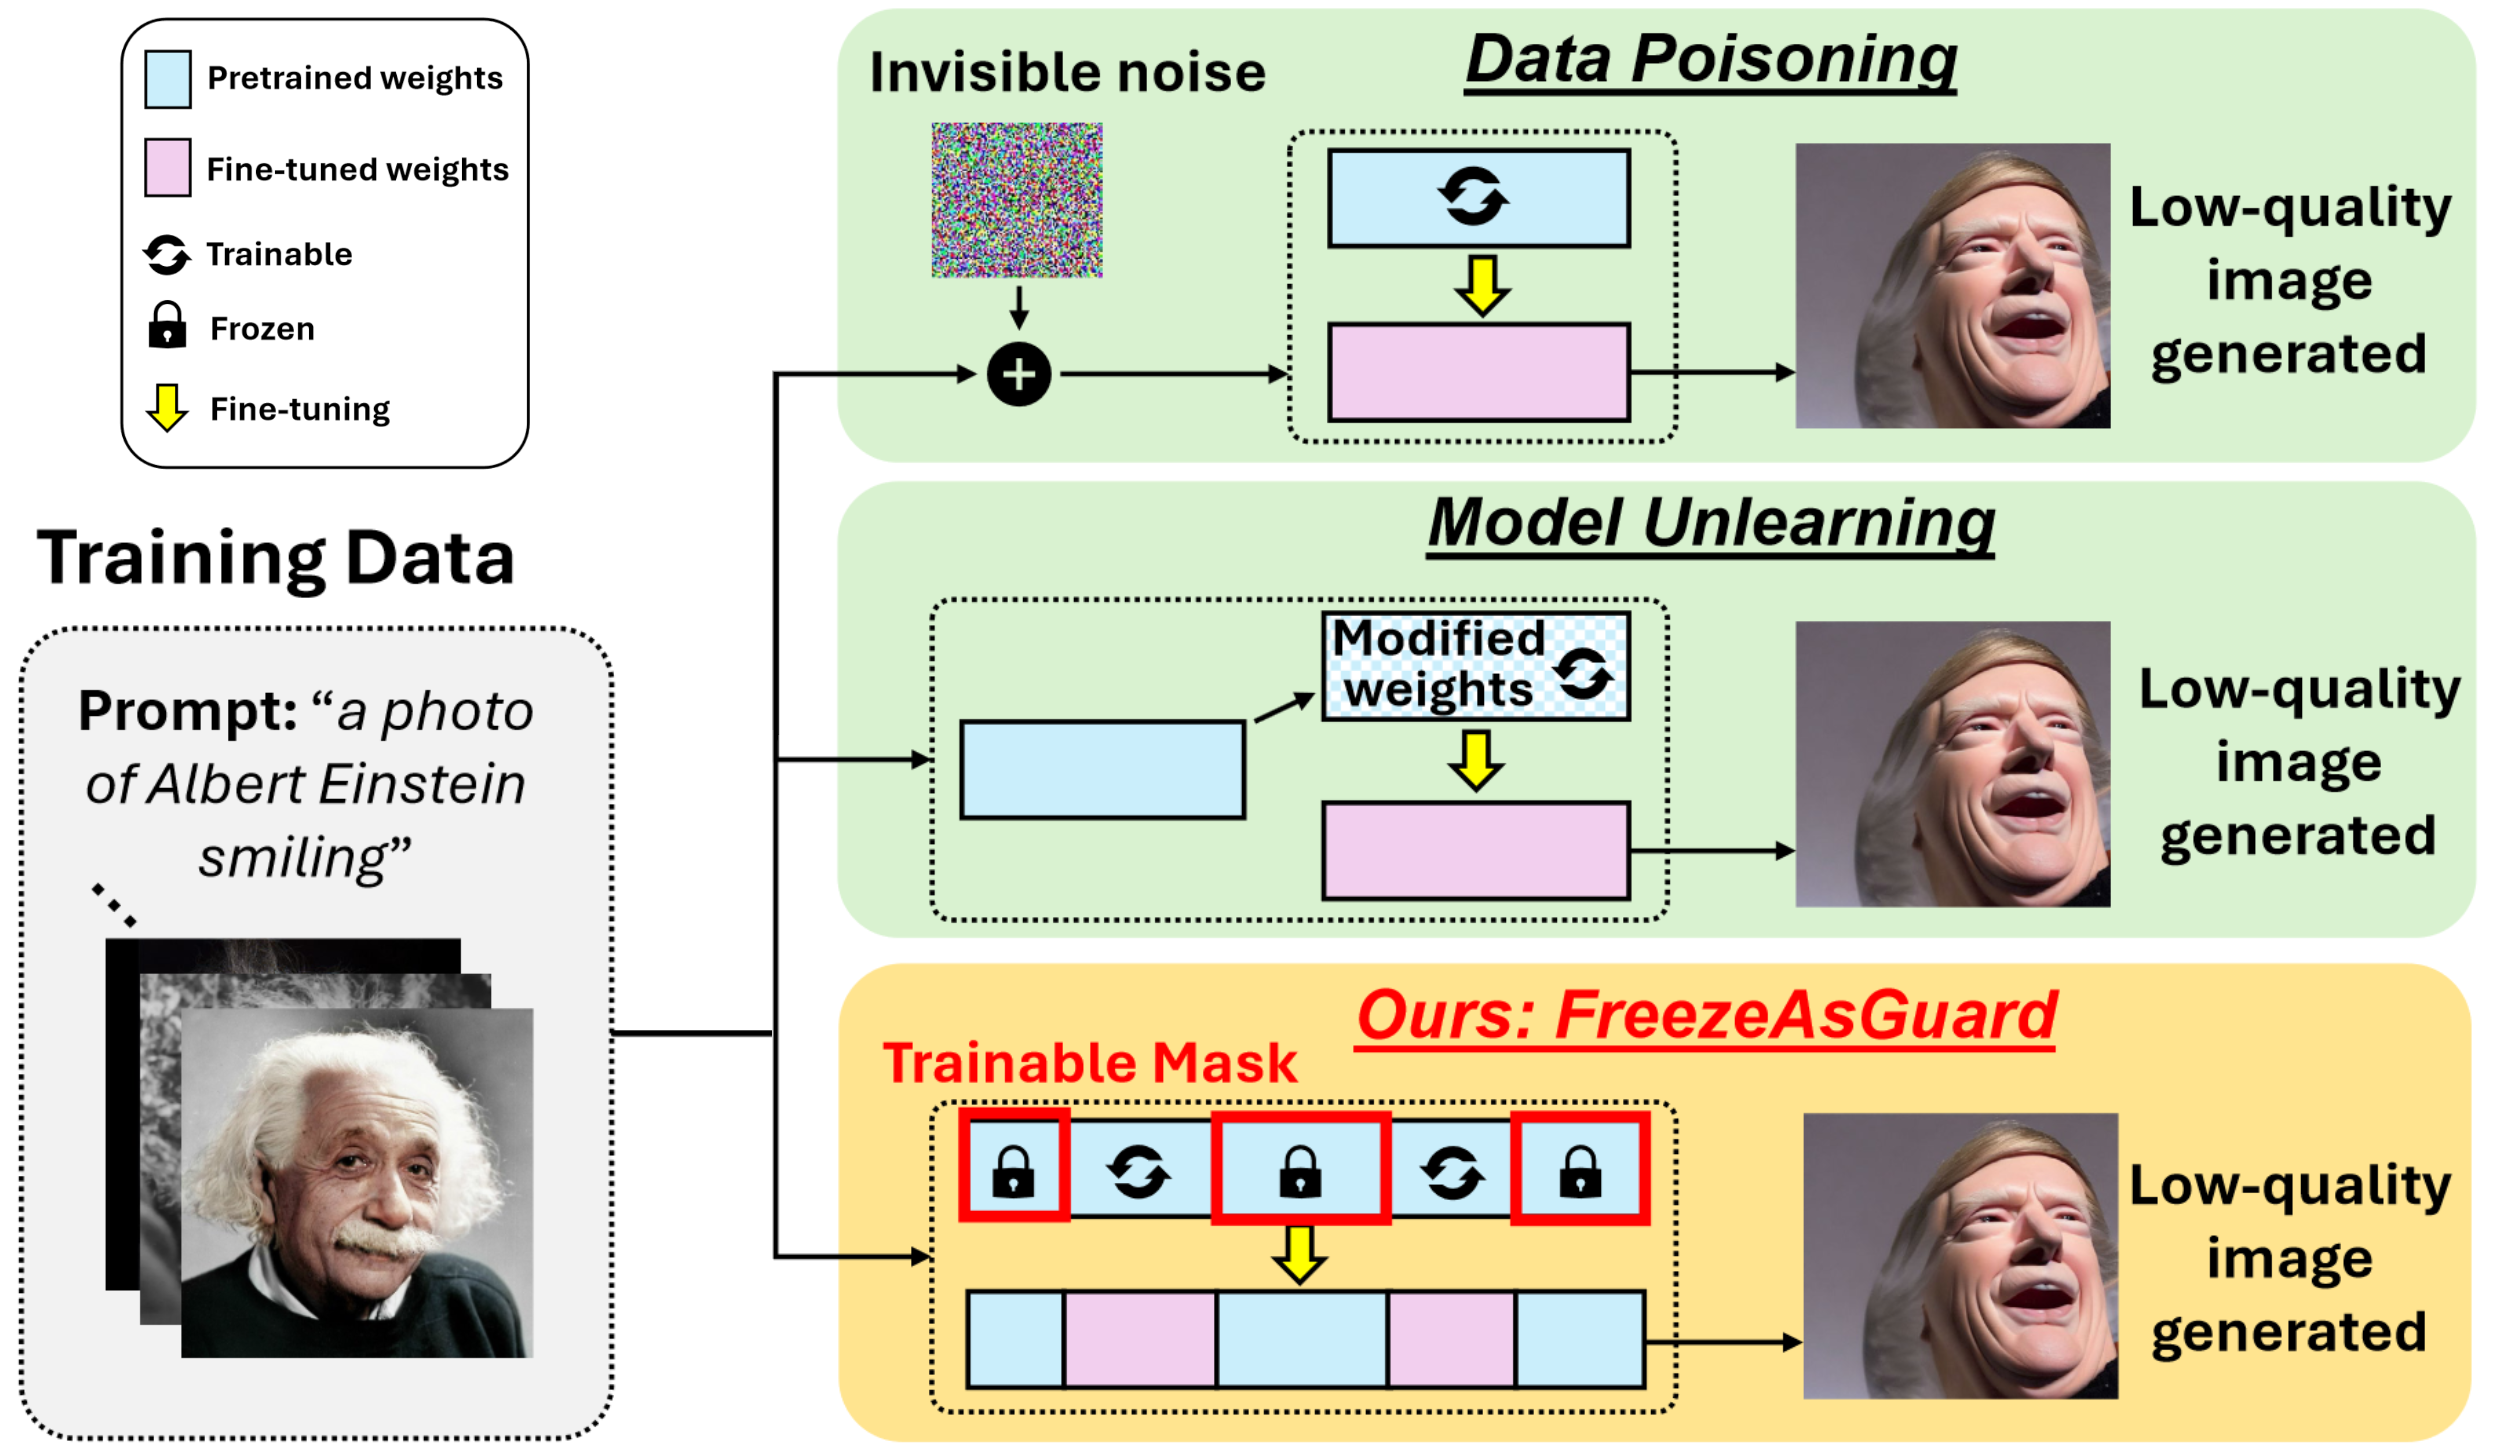 Pretrained weights
Fine-tuned weights
Trainable
Frozen
Fine-tuning
Training Data
Prompt: “a photo
of Albert Einstein
smiling”
Data Poisoning
Invisible noise
Low-quality
image
generated
Model Unlearning
Modified
weights
Low-quality
image
generated
Ours: FreezeAsGuard
Trainable Mask
Low-quality
image
generated